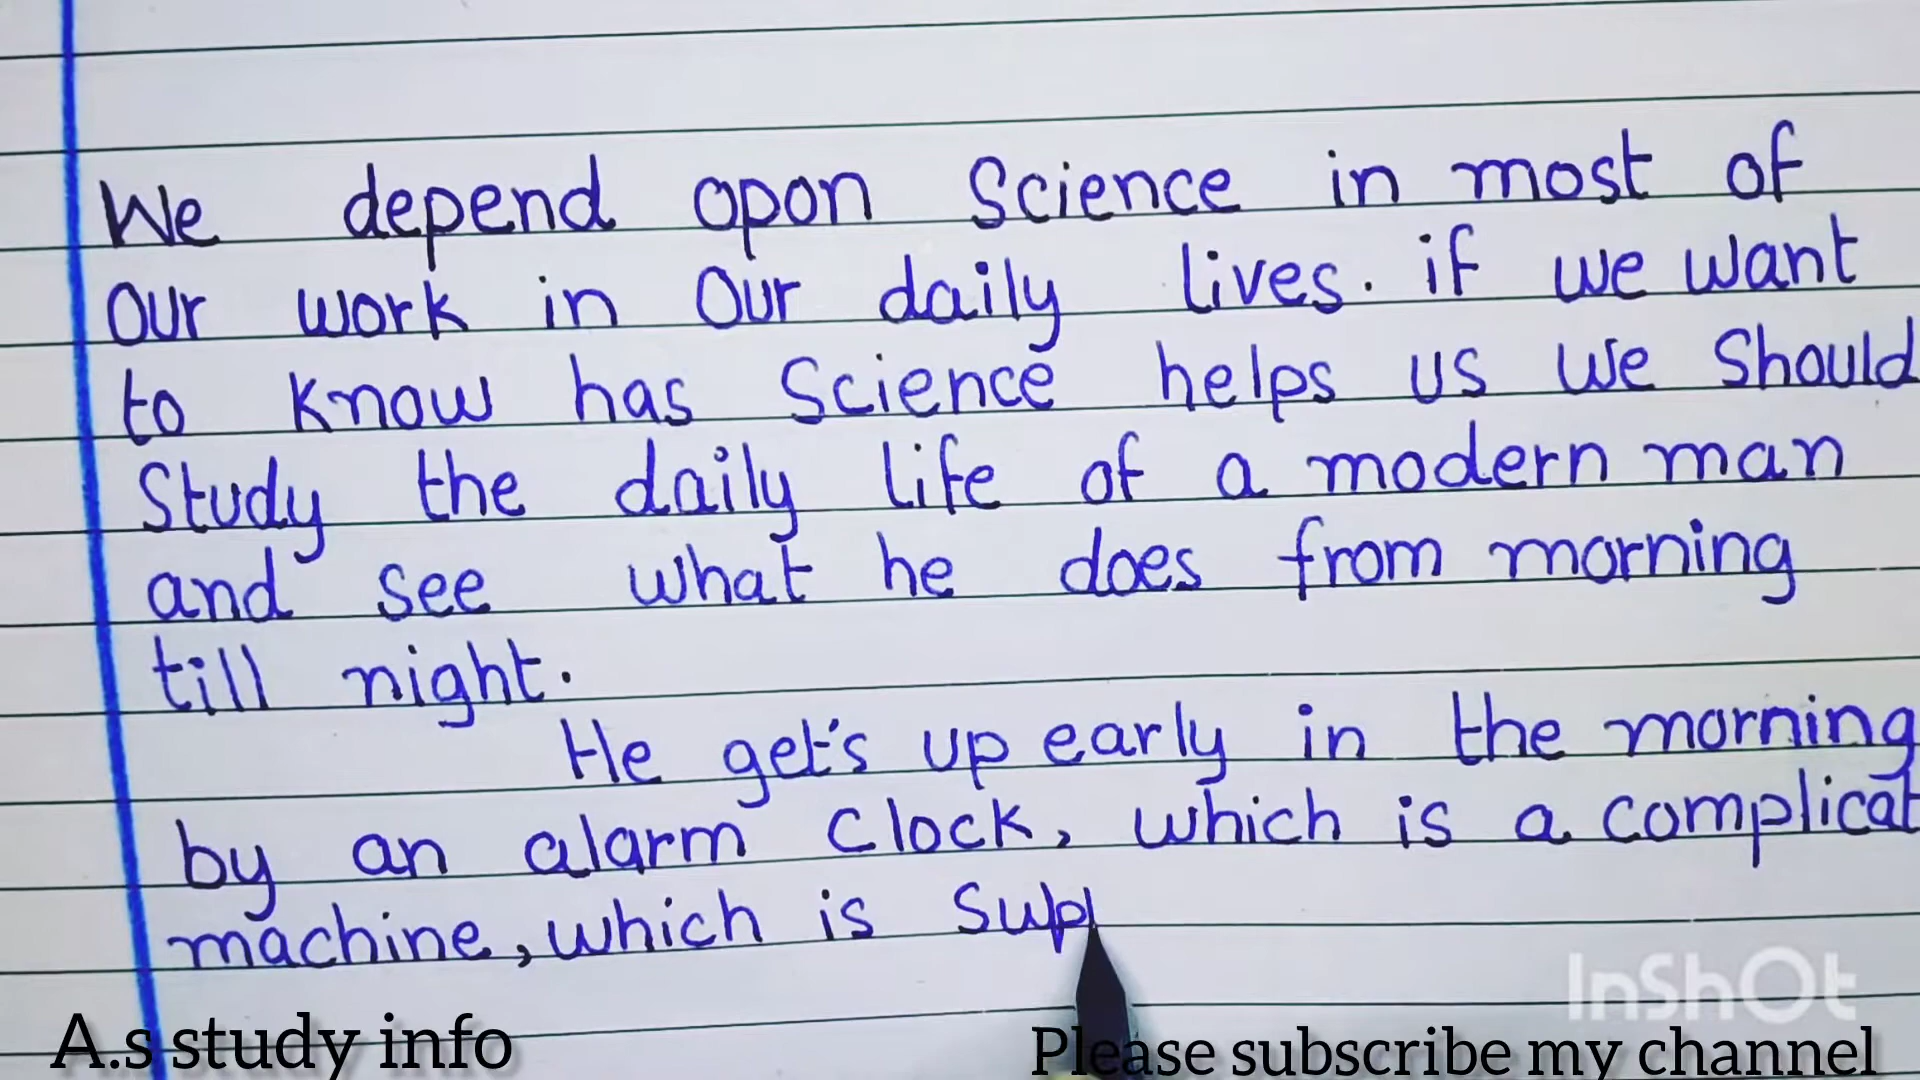 We depend opon Science in most of
our work in Our daily lives. if we want
to know has Science helps us we Should
Study the daily life of a modern man
and see what he does from morning
till night.
He get's up early in the morning
by an alarm clock, which is a complicat
machine, which is Sup
InShOt
A.s study info
Please subscribe my channel